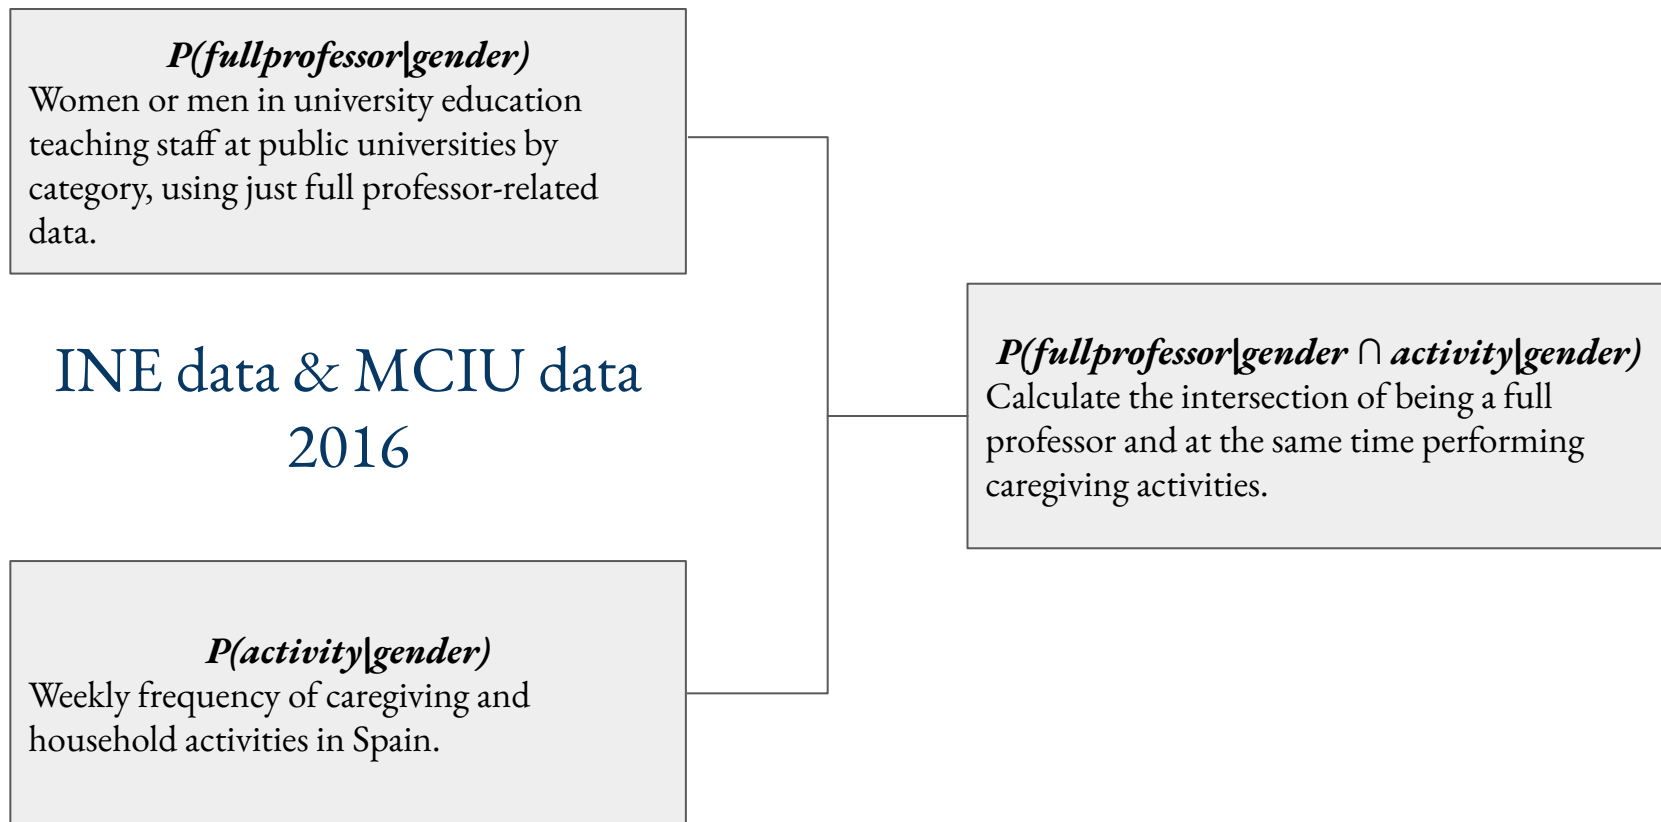 P(fullprofessor|gender)
Women or men in university education
teaching staff at public universities by
category, using just full professor-related
data.
INE data & MCIU data
2016
P(activity|gender)
Weekly frequency of caregiving and
household activities in Spain.
P(fullprofessor|gender ∩ activity|gender)
Calculate the intersection of being a full
professor and at the same time performing
caregiving activities.